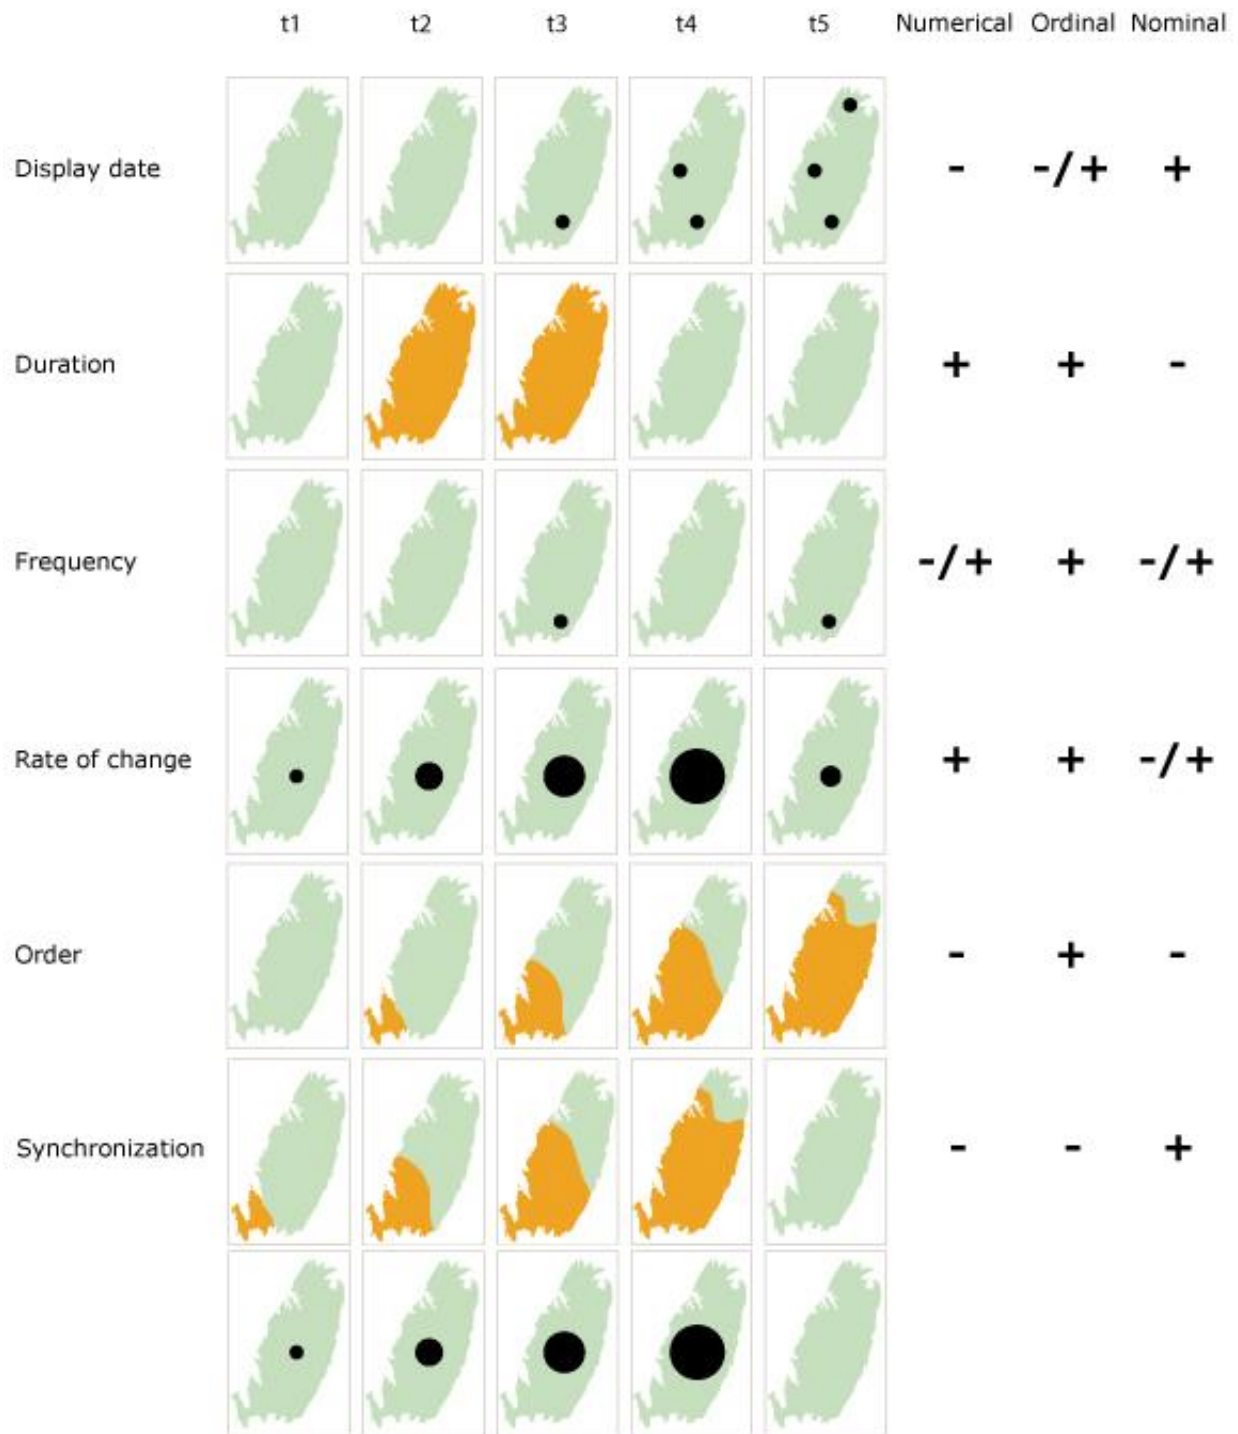 t1 t2 t3 t4 t5 Numerical Ordinal Nominal
Display date - -/+ +
Duration + + -
Frequency -/+ + -/+
Rate of change + + -/+
Order - + -
Synchronization - - +